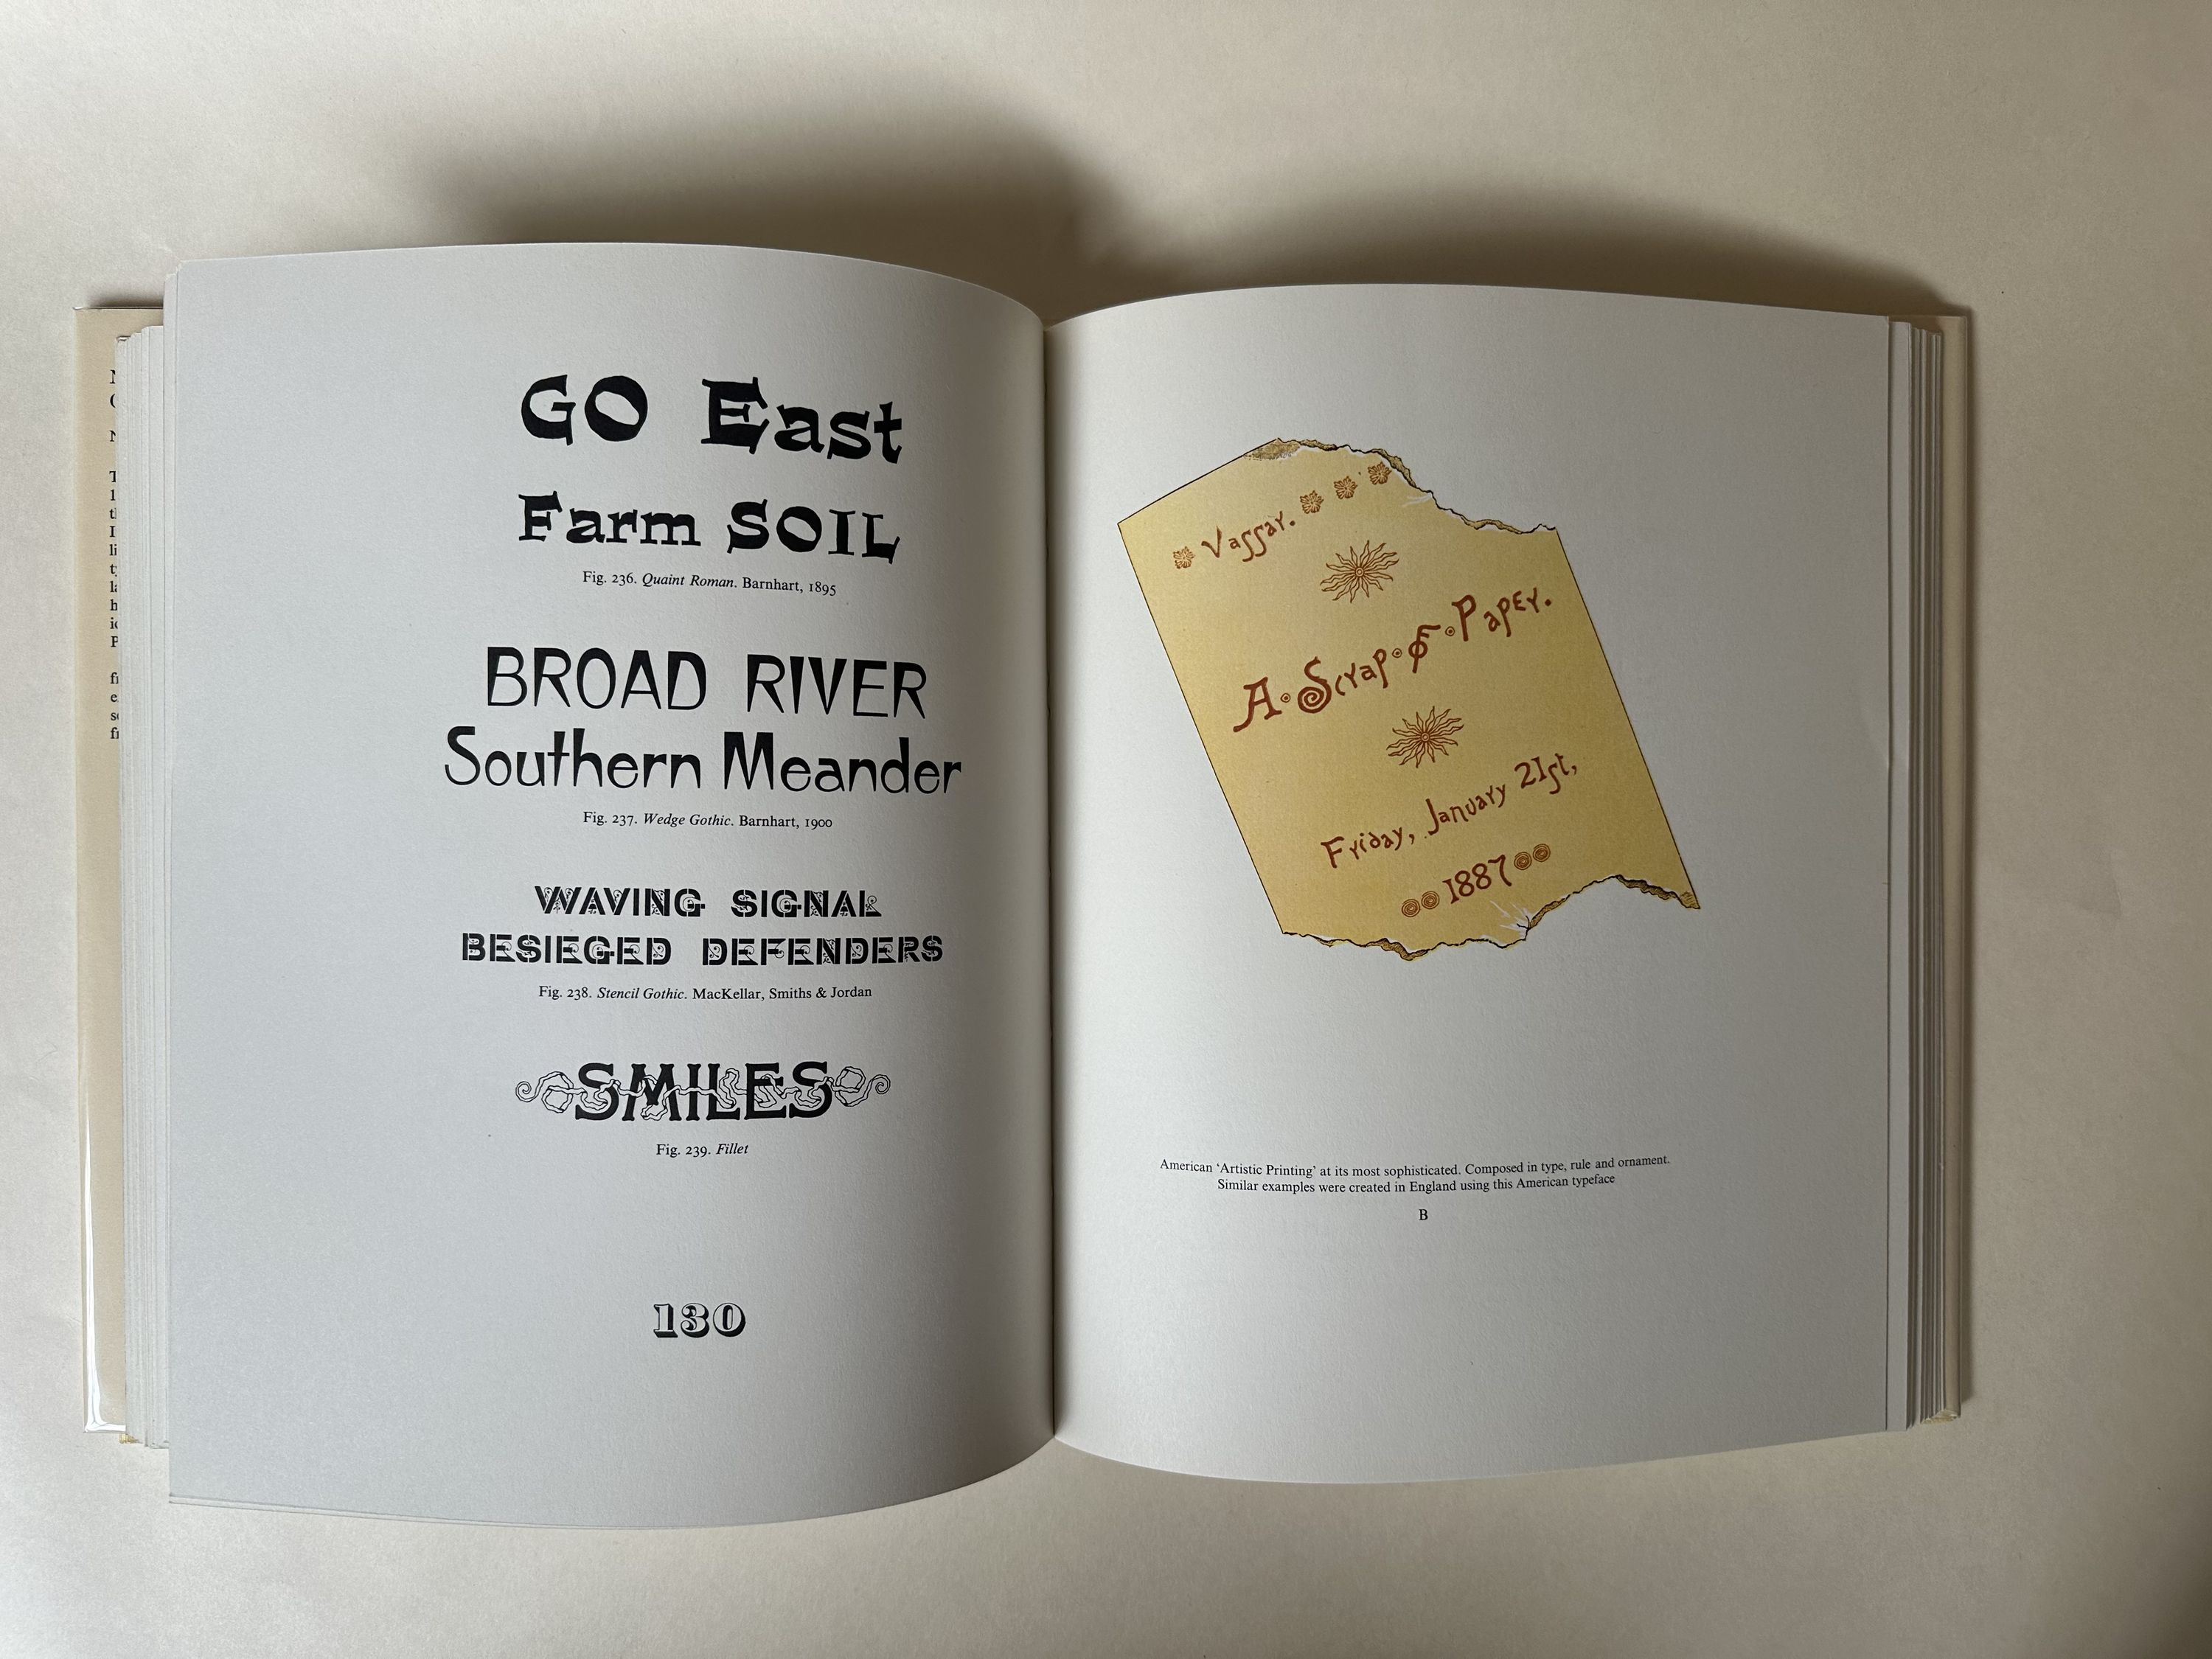 GO East
Farm SOIL
Fig. 236. Quaint Roman. Barnhart, 1895
BROAD RIVER
Southern Meander
Fig. 237. Wedge Gothic. Barnhart, 1900
WAVING SIGNAL
BESIEGED DEFENDERS
Fig. 238. Stencil Gothic. MacKellar, Smiths & Jordan
SMILES
Fig. 239. Fillet
130
Vassar.
A Scrap of Paper.
Friday, January 21st,
1887
American ‘Artistic Printing’ at its most sophisticated. Composed in type, rule and ornament.
Similar examples were created in England using this American typeface
B